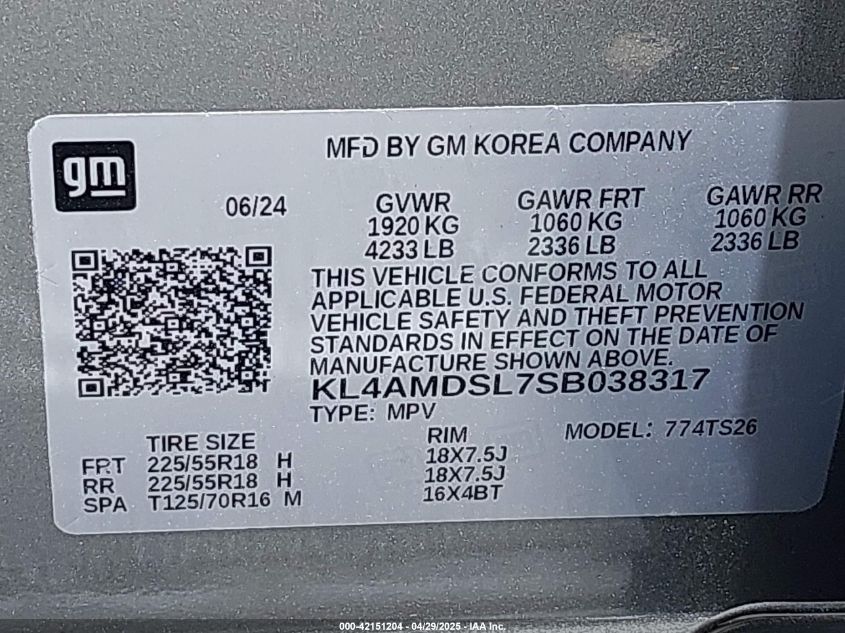 gm
MFD BY GM KOREA COMPANY
06/24
GVWR GAWR FRT GAWR RR
1920 KG 1060 KG 1060 KG
4233 LB 2336 LB 2336 LB
THIS VEHICLE CONFORMS TO ALL
APPLICABLE U.S. FEDERAL MOTOR
VEHICLE SAFETY AND THEFT PREVENTION
STANDARDS IN EFFECT ON THE DATE OF
MANUFACTURE SHOWN ABOVE.
KL4AMDSL7SB038317
TYPE: MPV
TIRE SIZE RIM MODEL: 774TS26
FRT 225/55R18 H 18X7.5J
RR 225/55R18 H 18X7.5J
SPA T125/70R16 M 16X4BT
000-42151204 - 04/29/2025 - IAA Inc.